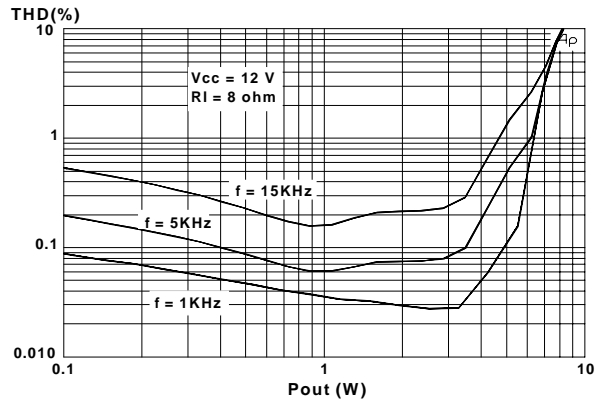 THD(%)
10
Vcc = 12 V
Rl = 8 ohm
1
f = 15KHz
f = 5KHz
0.1
f = 1KHz
0.010
0.1
1
10
Pout (W)